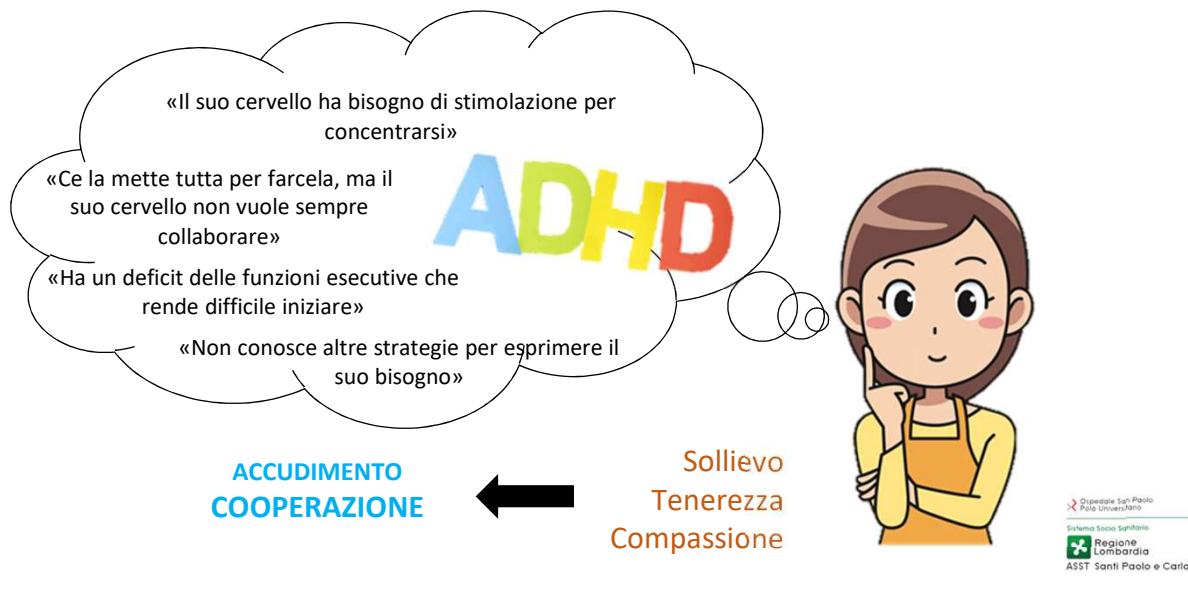 «Il suo cervello ha bisogno di stimolazione per
concentrarsi»
ADHD
«Ce la mette tutta per farcela, ma il
suo cervello non vuole sempre
collaborare»
«Ha un deficit delle funzioni esecutive che
rende difficile iniziare»
«Non conosce altre strategie per esprimere il
suo bisogno»
ACCUDIMENTO
COOPERAZIONE
Sollievo
Tenerezza
Compassione
Ospedale San Paolo
Polo Universitario
Sistema Socio Sanitario
Regione
Lombardia
ASST Santi Paolo e Carlo